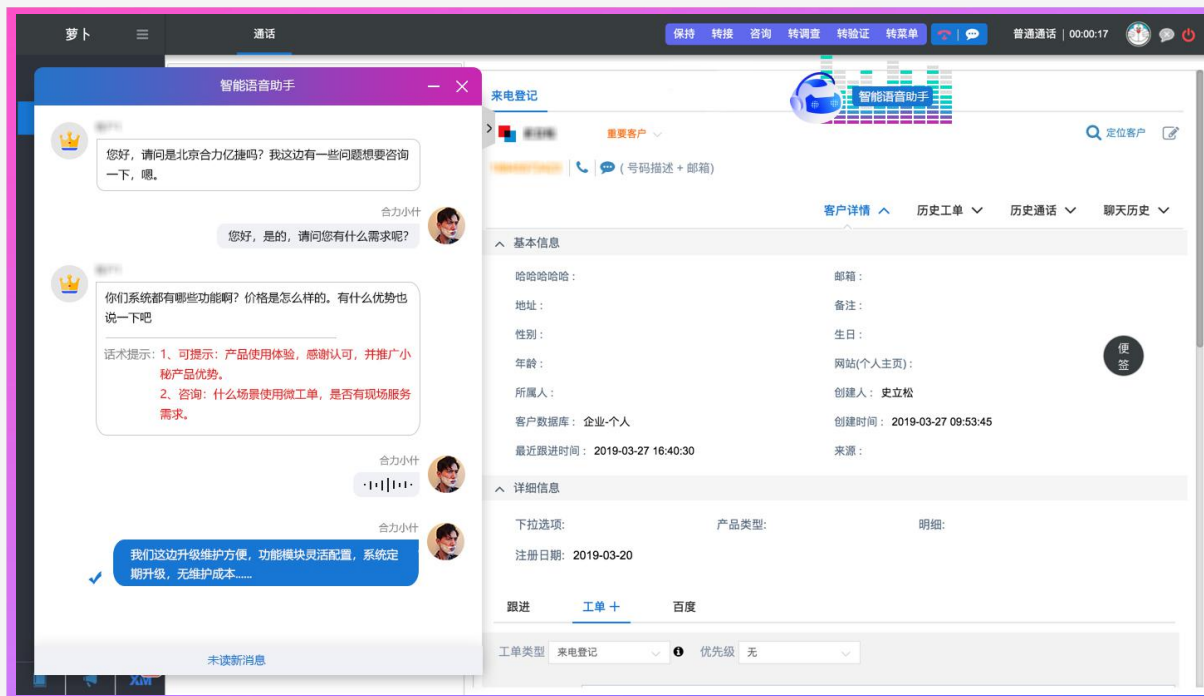 萝卜
通话
保持 转接 咨询 转调查 转验证 转菜单
普通通话 | 00:00:17
智能语音助手
您好，请问是北京合力亿捷吗？我这边有一些问题想要咨询
一下，嗯。
合力小什
您好，是的，请问您有什么需求呢？
你们系统都有哪些功能啊？价格是怎么样的。有什么优势也
说一下吧
话术提示：1、可提示：产品使用体验，感谢认可，并推广小
秘产品优势。
2、咨询：什么场景使用微工单，是否有现场服务
需求。
合力小什
合力小什
我们这边升级维护方便，功能模块灵活配置，系统定
期升级，无维护成本......
未读新消息
XM
来电登记
智能语音助手
重要客户
定位客户
( 号码描述 + 邮箱)
客户详情 历史工单 历史通话 聊天历史
基本信息
哈哈哈哈哈： 邮箱：
地址： 备注：
性别： 生日：
年龄： 网站(个人主页)：
所属人： 创建人： 史立松
客户数据库： 企业-个人 创建时间： 2019-03-27 09:53:45
最近跟进时间： 2019-03-27 16:40:30 来源：
便
签
详细信息
下拉选项: 产品类型: 明细:
注册日期: 2019-03-20
跟进 工单 + 百度
工单类型 来电登记 优先级 无